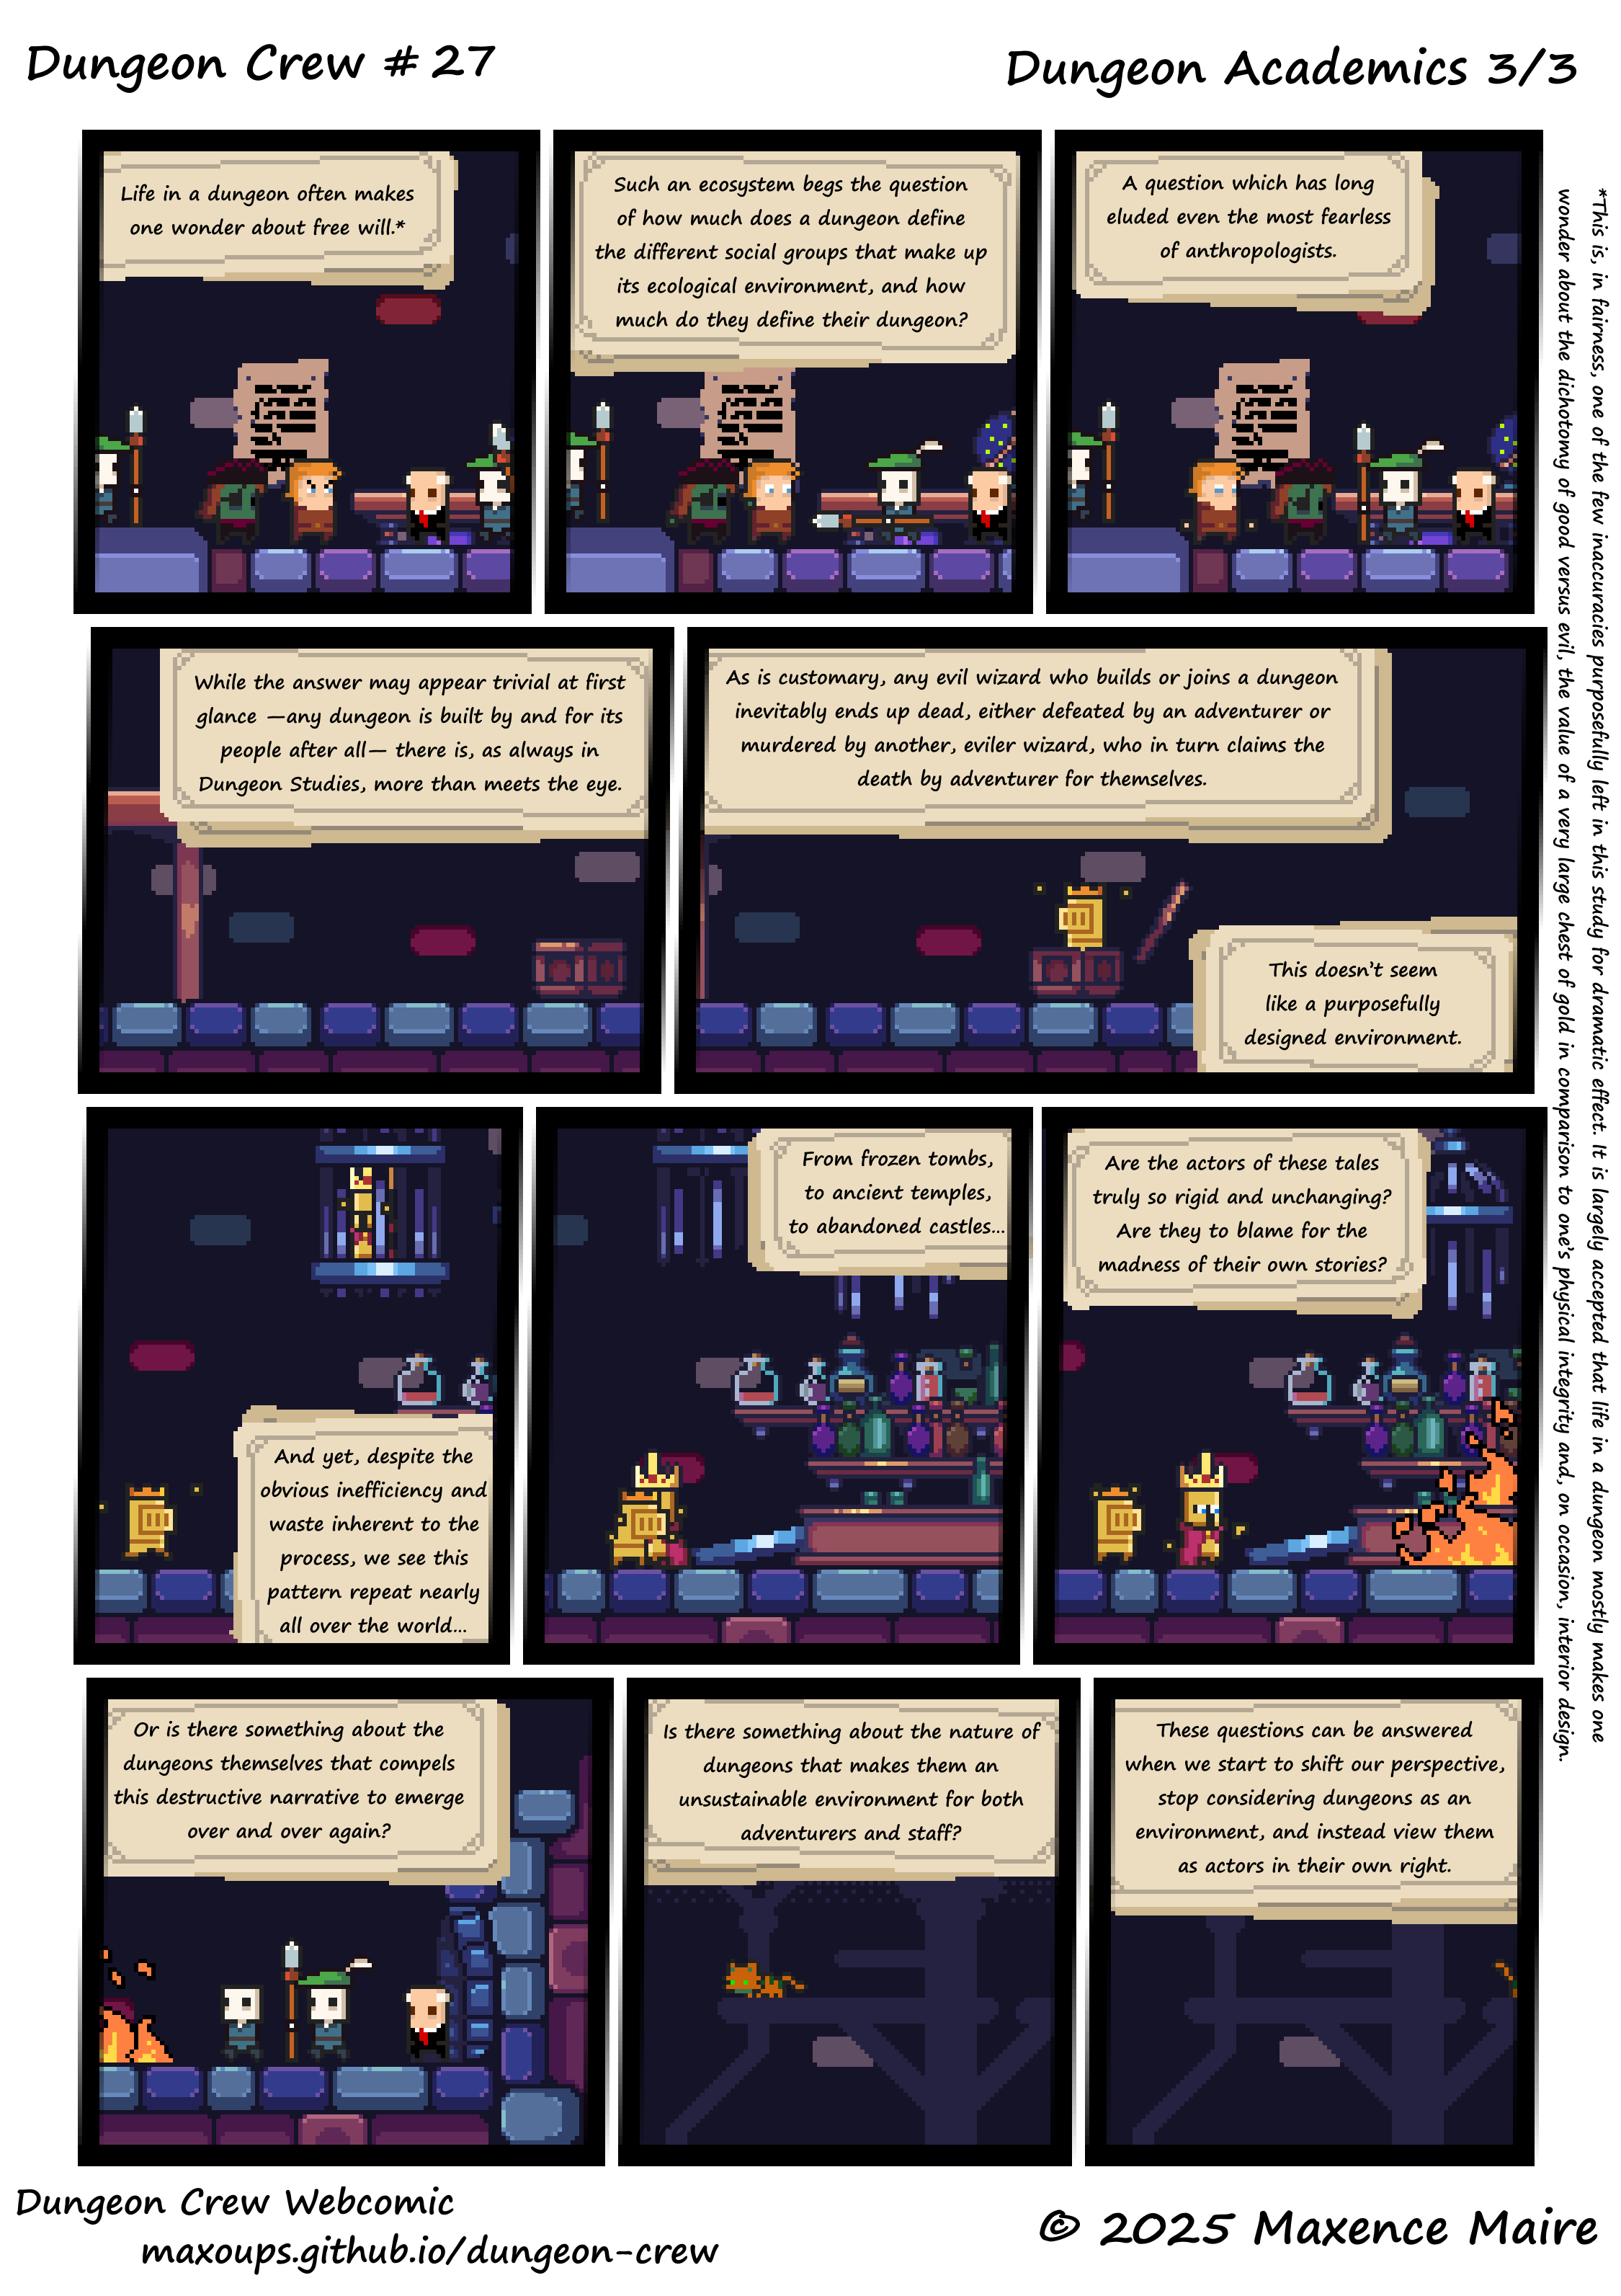 Dungeon Crew # 27
Dungeon Academics 3/3
Life in a dungeon often makes
one wonder about free will.*
Such an ecosystem begs the question
of how much does a dungeon define
the different social groups that make up
its ecological environment, and how
much do they define their dungeon?
A question which has long
eluded even the most fearless
of anthropologists.
*This is, in fairness, one of the few inaccuracies purposefully left in this study for dramatic effect. It is largely accepted that life in a dungeon mostly makes one
wonder about the dichotomy of good versus evil, the value of a very large chest of gold in comparison to one's physical integrity and, on occasion, interior design.
While the answer may appear trivial at first
glance —any dungeon is built by and for its
people after all— there is, as always in
Dungeon Studies, more than meets the eye.
As is customary, any evil wizard who builds or joins a dungeon
inevitably ends up dead, either defeated by an adventurer or
murdered by another, eviler wizard, who in turn claims the
death by adventurer for themselves.
This doesn't seem
like a purposefully
designed environment.
And yet, despite the
obvious inefficiency and
waste inherent to the
process, we see this
pattern repeat nearly
all over the world...
From frozen tombs,
to ancient temples,
to abandoned castles...
Are the actors of these tales
truly so rigid and unchanging?
Are they to blame for the
madness of their own stories?
Or is there something about the
dungeons themselves that compels
this destructive narrative to emerge
over and over again?
Is there something about the nature of
dungeons that makes them an
unsustainable environment for both
adventurers and staff?
These questions can be answered
when we start to shift our perspective,
stop considering dungeons as an
environment, and instead view them
as actors in their own right.
Dungeon Crew Webcomic
maxoups.github.io/dungeon-crew
© 2025 Maxence Maire